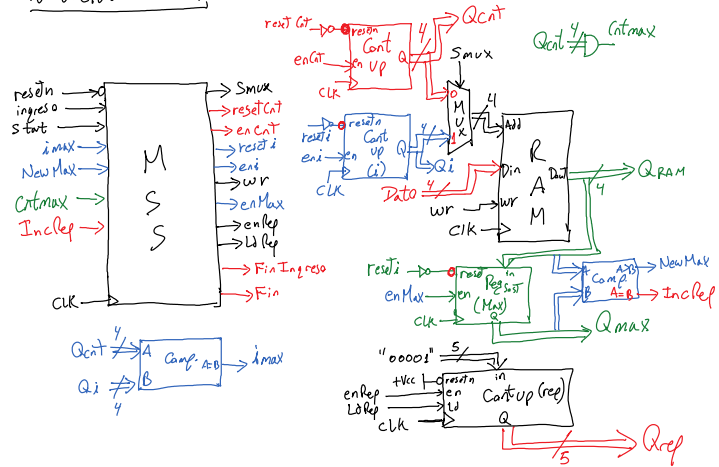 resetCnt
resetn
Cont
up
enCnt
en
Q
CLK
4
Qcnt
Smux
Qcnt
4
Cntmax
resetn
ingreso
Start
imax
NewMax
Cntmax
IncRep
CLK
M
S
S
Smux
resetCnt
enCnt
reseti
eni
wr
enMax
enRep
LdRep
FinIngreso
Fin
reseti
resetn
Cont
up
(i)
eni
en
Q
CLK
4
Qi
0
1
M
U
X
4
Add
Din
wr
R
A
M
Dout
Dato
4
wr
CLK
4
QRAM
reseti
reset
in
Reg
Sost
(Max)
enMax
en
CLK
Q
Qmax
A
B
Comp.
A>B
A=B
NewMax
IncRep
Qcnt
4
A
Qi
4
B
Comp.
A=B
imax
"00001"
5
+Vcc
resetn
in
enRep
en
LdRep
Ld
CLK
Cont up (rep)
Q
5
Qrep